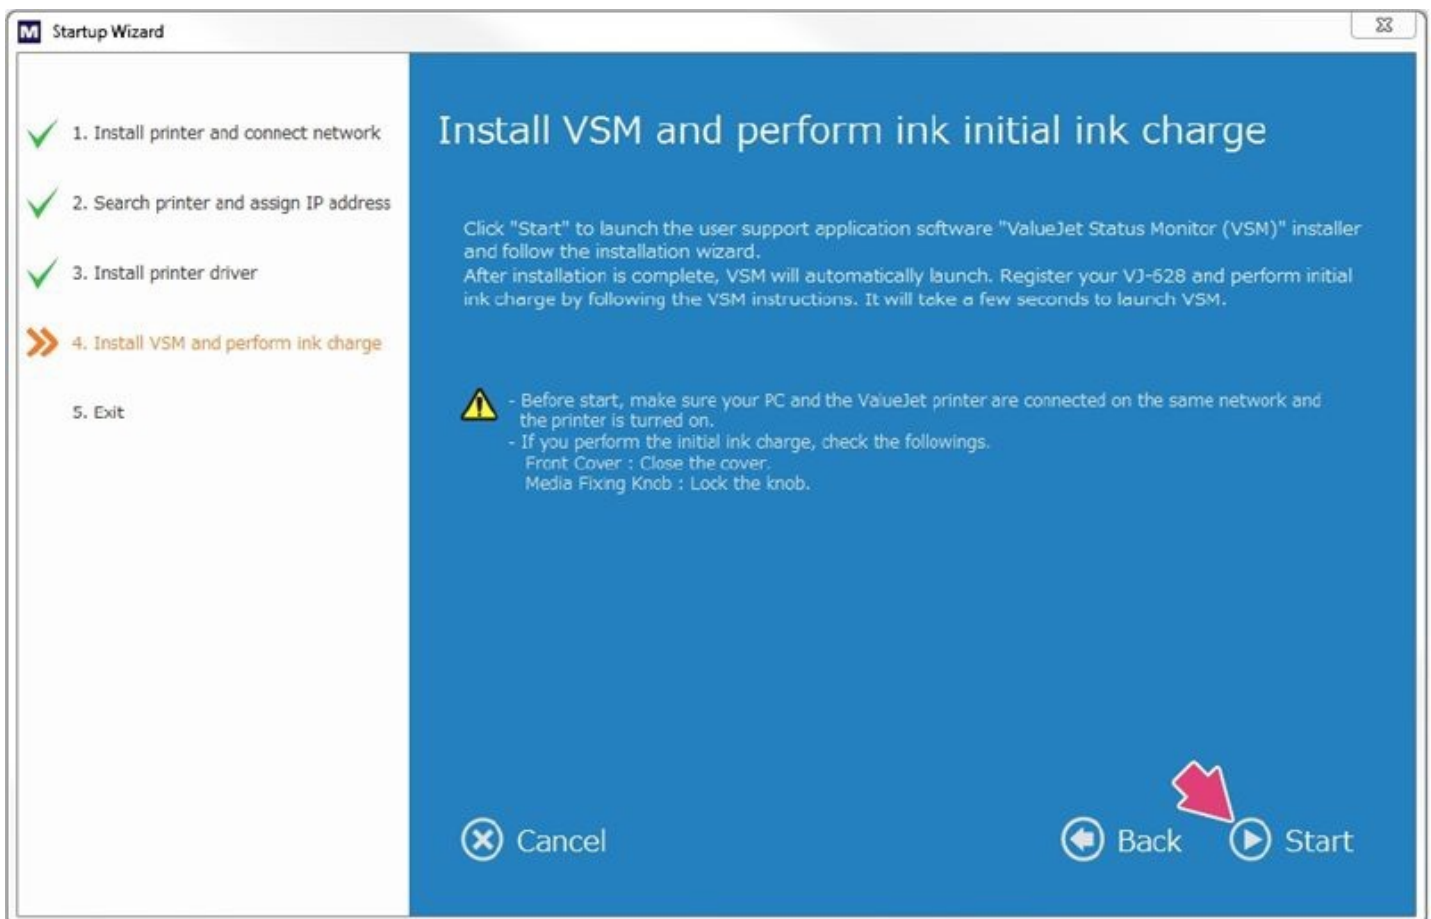 M Startup Wizard
1. Install printer and connect network
2. Search printer and assign IP address
3. Install printer driver
4. Install VSM and perform ink charge
5. Exit
Install VSM and perform ink initial ink charge
Click "Start" to launch the user support application software "ValueJet Status Monitor (VSM)" installer
and follow the installation wizard.
After installation is complete, VSM will automatically launch. Register your VJ-628 and perform initial
ink charge by following the VSM instructions. It will take a few seconds to launch VSM.
- Before start, make sure your PC and the ValueJet printer are connected on the same network and
the printer is turned on.
- If you perform the initial ink charge, check the followings.
Front Cover : Close the cover.
Media Fixing Knob : Lock the knob.
Cancel
Back
Start